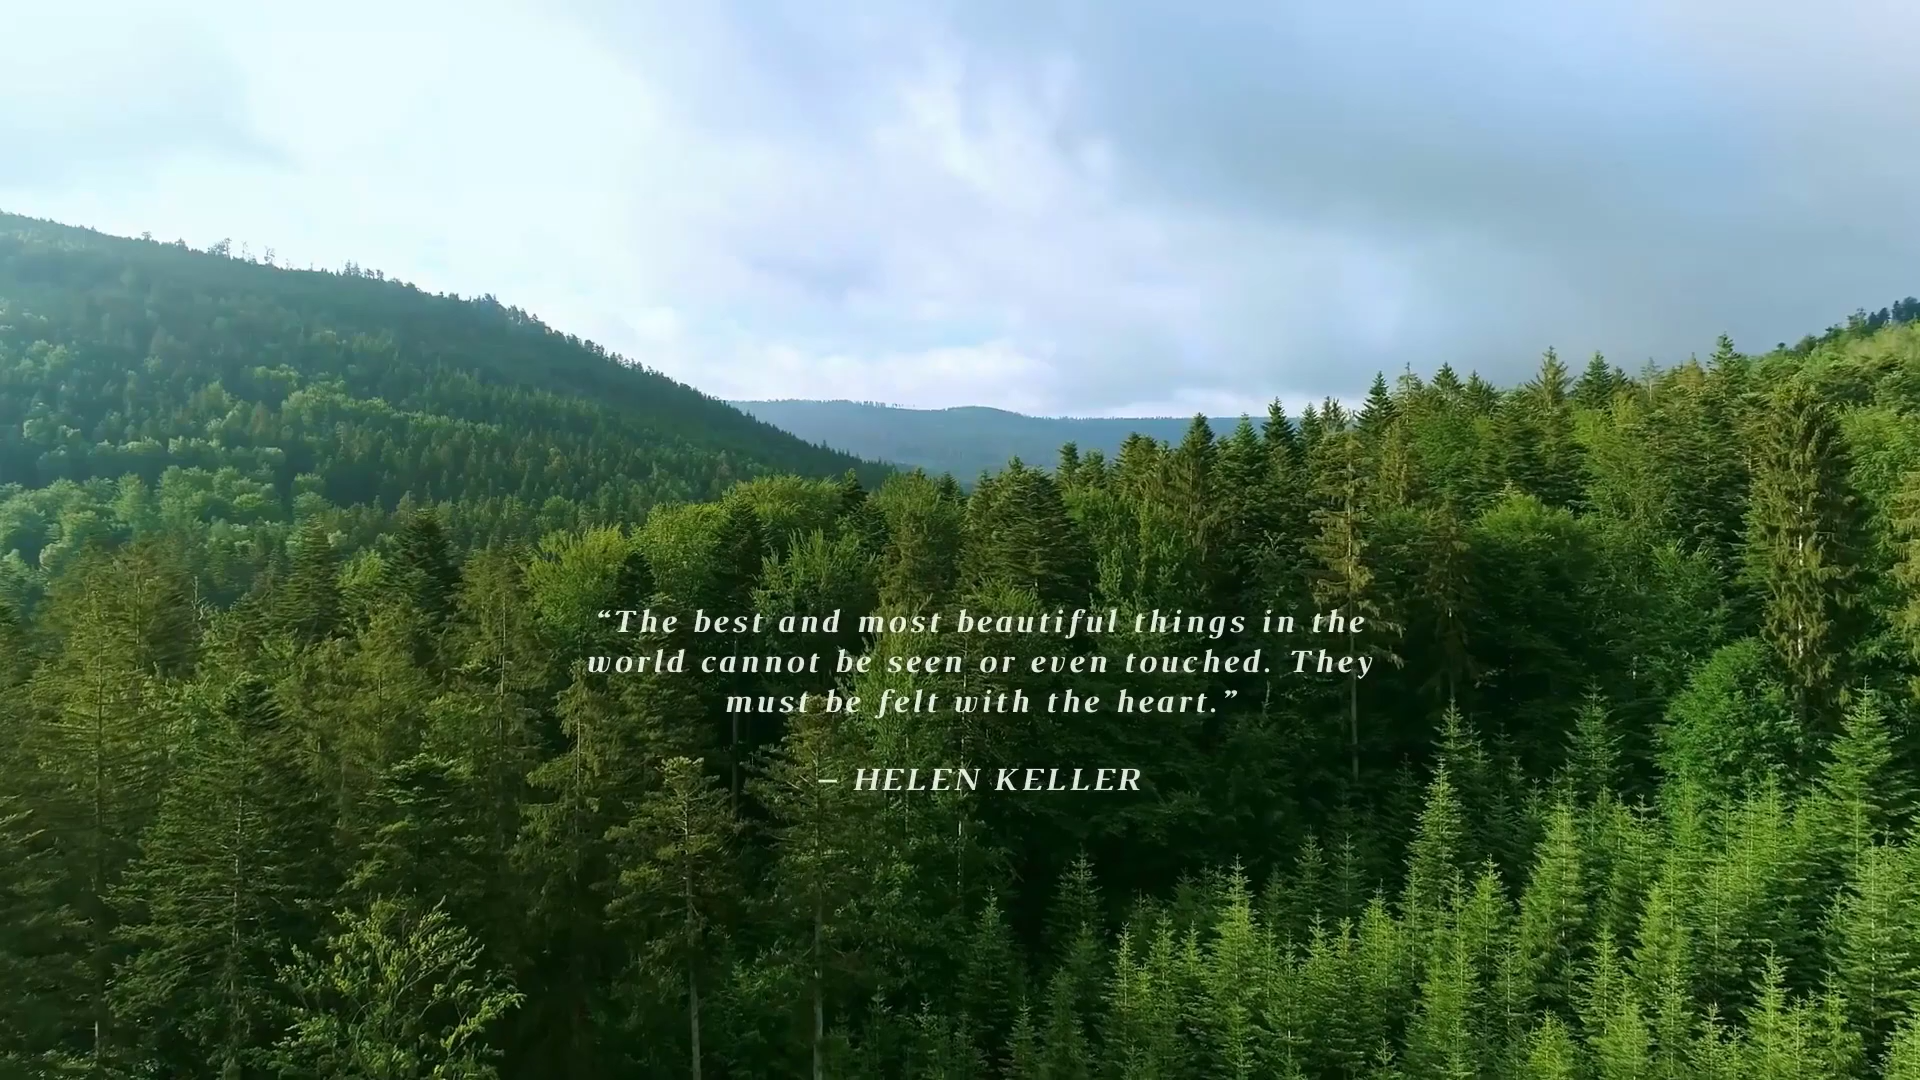 “The best and most beautiful things in the
world cannot be seen or even touched. They
must be felt with the heart.”
– HELEN KELLER